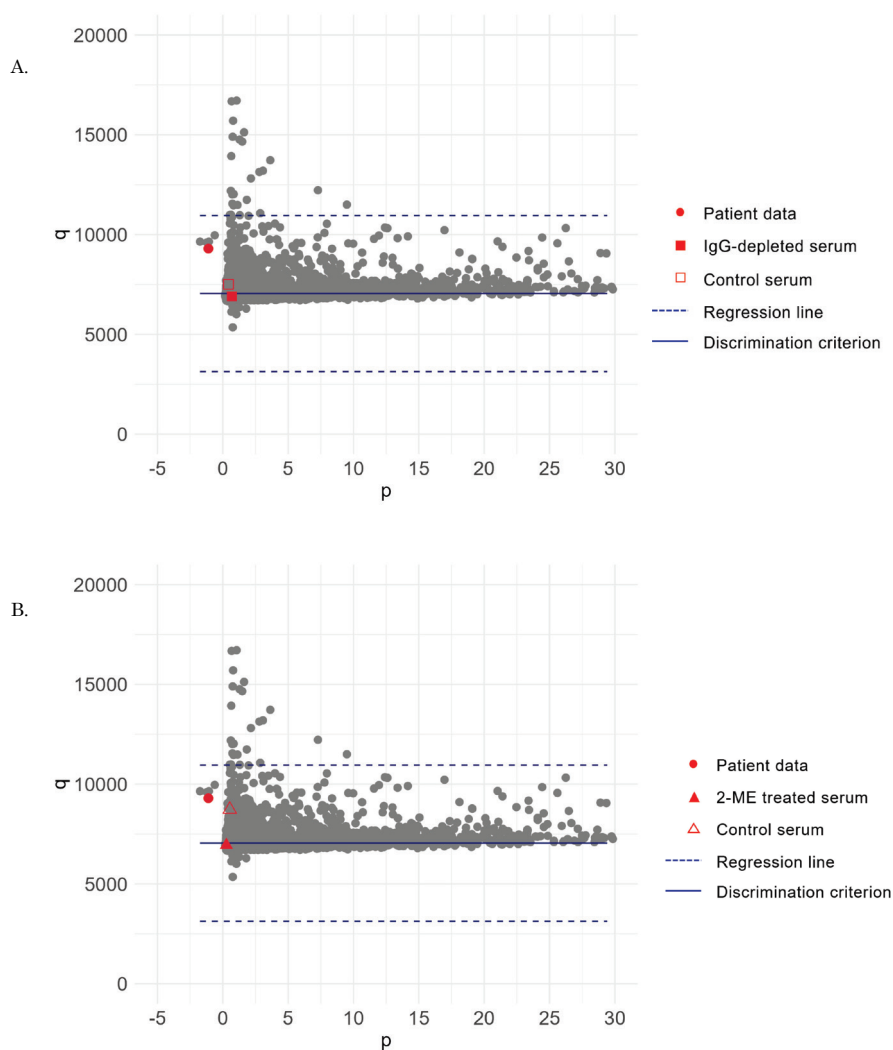 A.
20000
15000
10000
5000
0
q
-5 0 5 10 15 20 25 30
p
Patient data
IgG-depleted serum
Control serum
Regression line
Discrimination criterion
B.
20000
15000
10000
5000
0
q
-5 0 5 10 15 20 25 30
p
Patient data
2-ME treated serum
Control serum
Regression line
Discrimination criterion